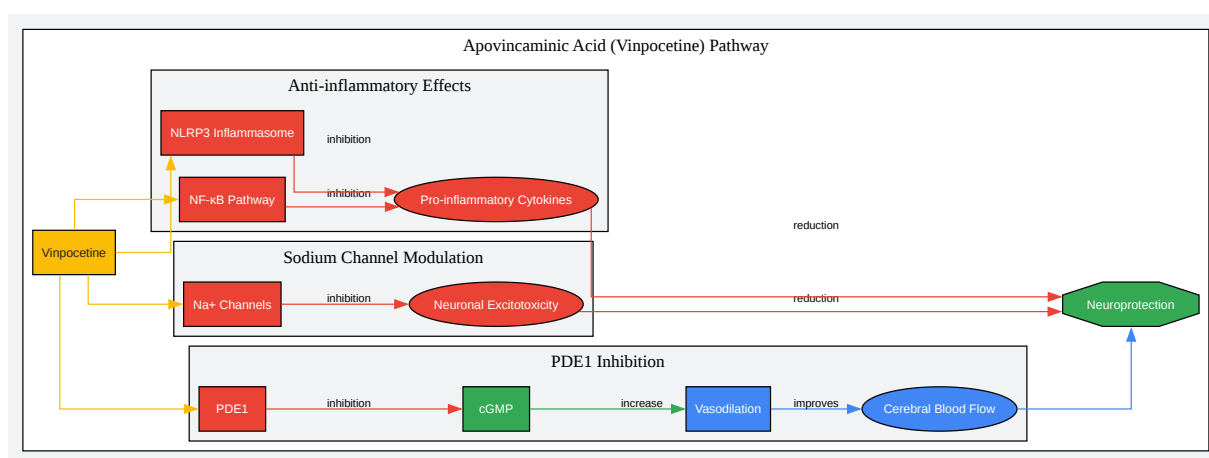 Apovincaminic Acid (Vinpocetine) Pathway
Anti-inflammatory Effects
NLRP3 Inflammasome
inhibition
NF-κB Pathway
inhibition
Pro-inflammatory Cytokines
reduction
Vinpocetine
Sodium Channel Modulation
Na+ Channels
inhibition
Neuronal Excitotoxicity
reduction
Neuroprotection
PDE1 Inhibition
PDE1
inhibition
cGMP
increase
Vasodilation
improves
Cerebral Blood Flow